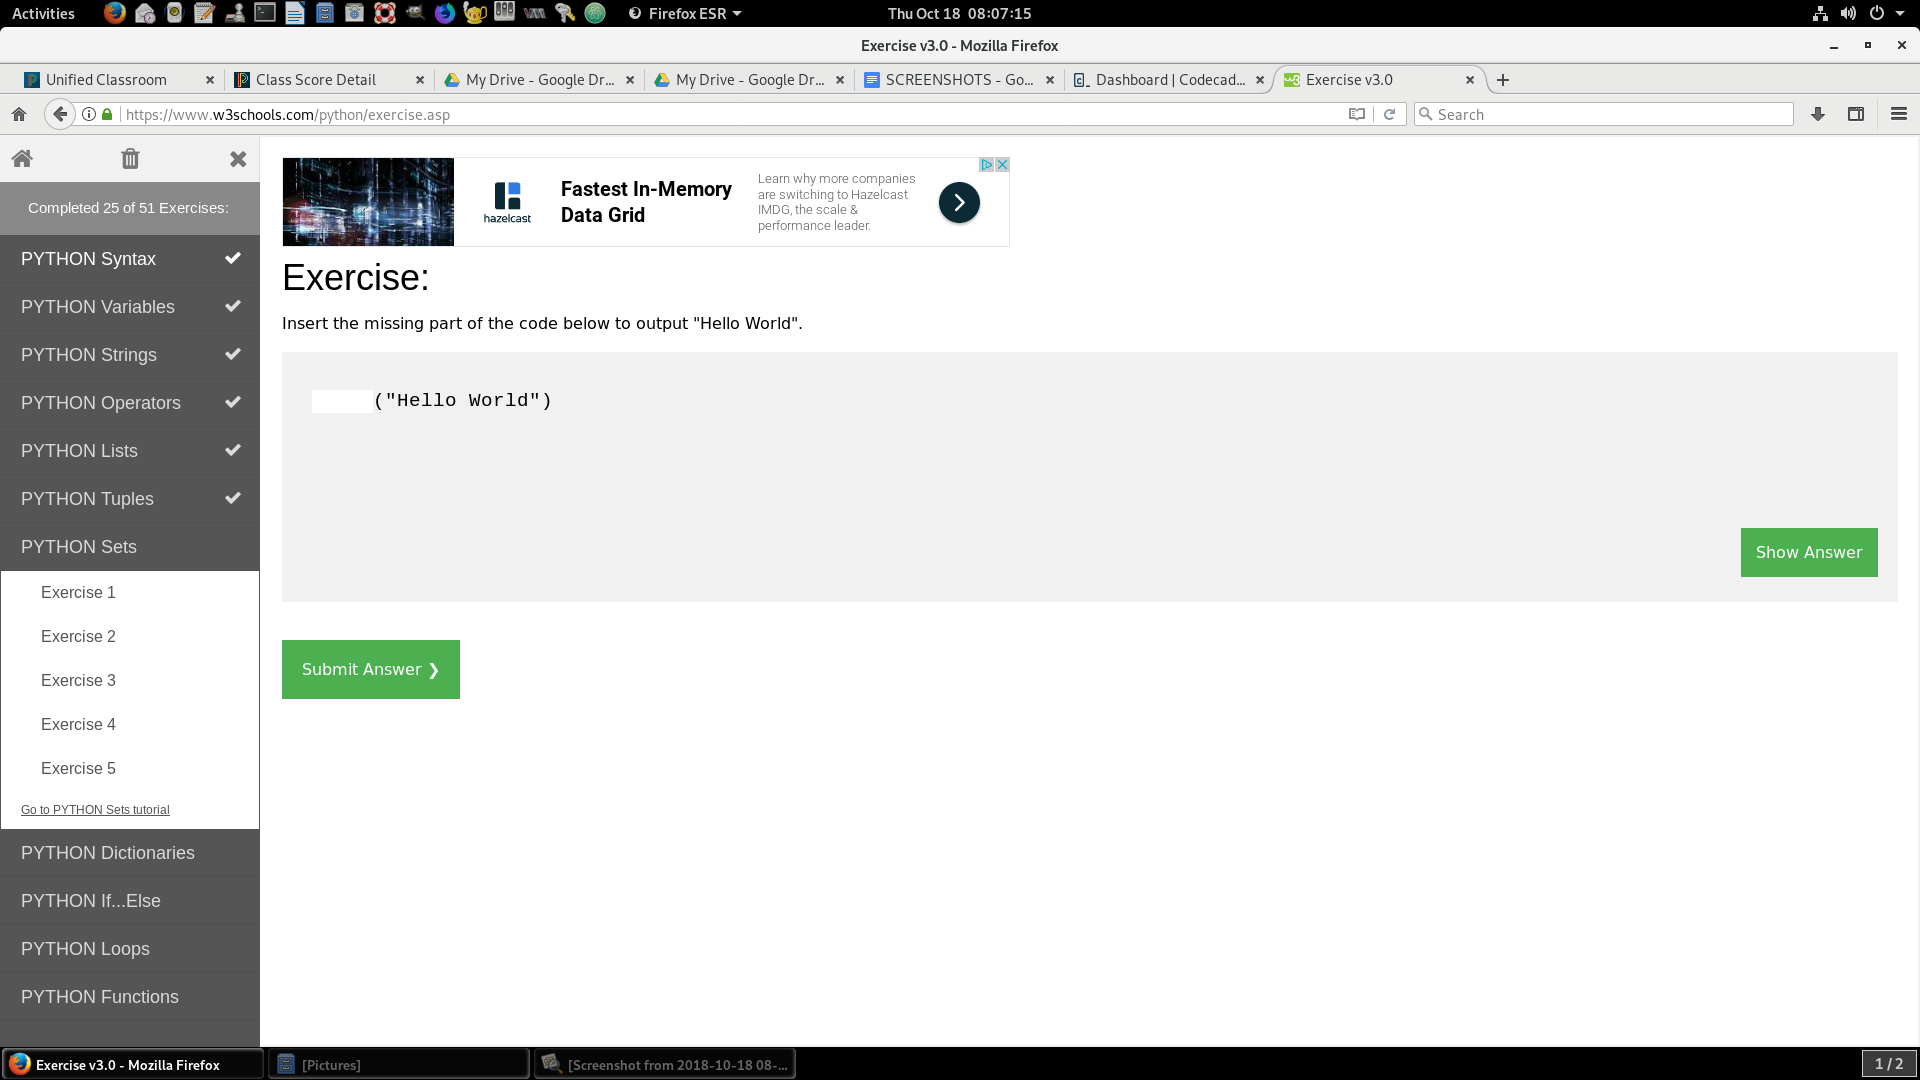 Activities
Firefox ESR
Thu Oct 18  08:07:15
Exercise v3.0 - Mozilla Firefox
Unified Classroom
Class Score Detail
My Drive - Google Dr...
My Drive - Google Dr...
SCREENSHOTS - Go...
Dashboard | Codecad...
Exercise v3.0
https://www.w3schools.com/python/exercise.asp
Search
Completed 25 of 51 Exercises:
PYTHON Syntax
PYTHON Variables
PYTHON Strings
PYTHON Operators
PYTHON Lists
PYTHON Tuples
PYTHON Sets
Exercise 1
Exercise 2
Exercise 3
Exercise 4
Exercise 5
Go to PYTHON Sets tutorial
PYTHON Dictionaries
PYTHON If...Else
PYTHON Loops
PYTHON Functions
hazelcast
Fastest In-Memory
Data Grid
Learn why more companies
are switching to Hazelcast
IMDG, the scale &
performance leader.
Exercise:
Insert the missing part of the code below to output "Hello World".
("Hello World")
Show Answer
Submit Answer ❯
Exercise v3.0 - Mozilla Firefox
[Pictures]
[Screenshot from 2018-10-18 08-...
1 / 2